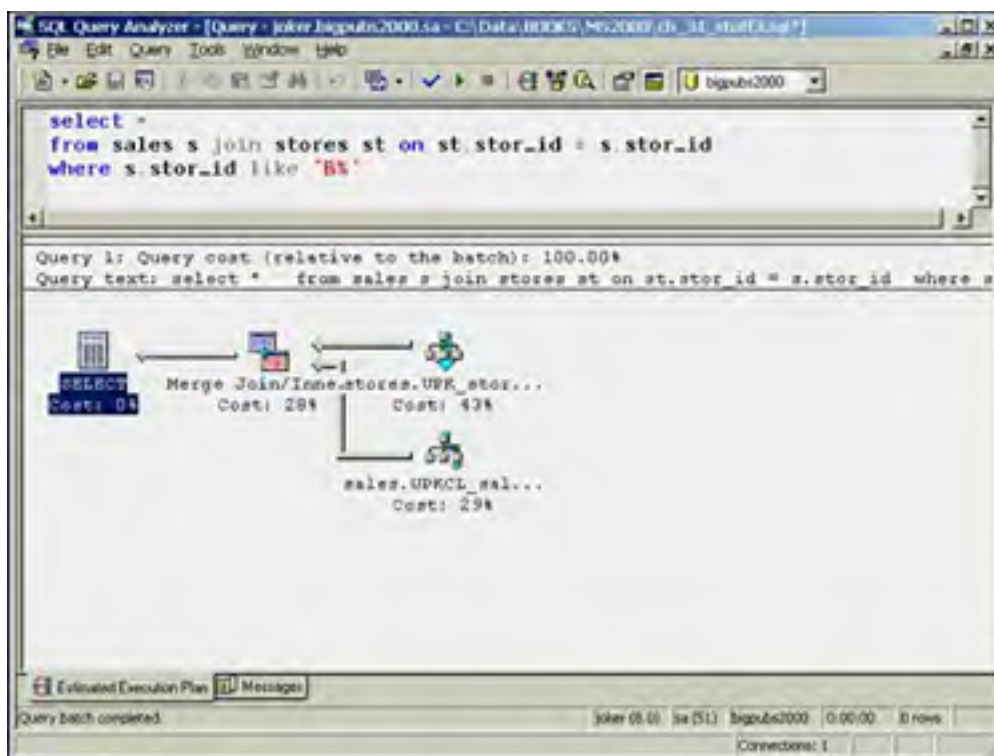 SQL Query Analyzer - [Query - joker.bigpubs2000.sa - C:\Data\BOOKS\MS2000\ch_31_stuff3.sql*]
File Edit Query Tools Window Help
bigpubs2000
select *
from sales s join stores st on st.stor_id = s.stor_id
where s.stor_id like 'B%'
Query 1: Query cost (relative to the batch): 100.00%
Query text: select * from sales s join stores st on st.stor_id = s.stor_id where s
SELECT
Cost: 0%
Merge Join/Inne
Cost: 28%
stores.UPK_stor...
Cost: 43%
sales.UPKCL_sal...
Cost: 29%
Estimated Execution Plan
Messages
Query batch completed.
joker (8.0) sa (51) bigpubs2000 0:00:00 0 rows
Connections: 1